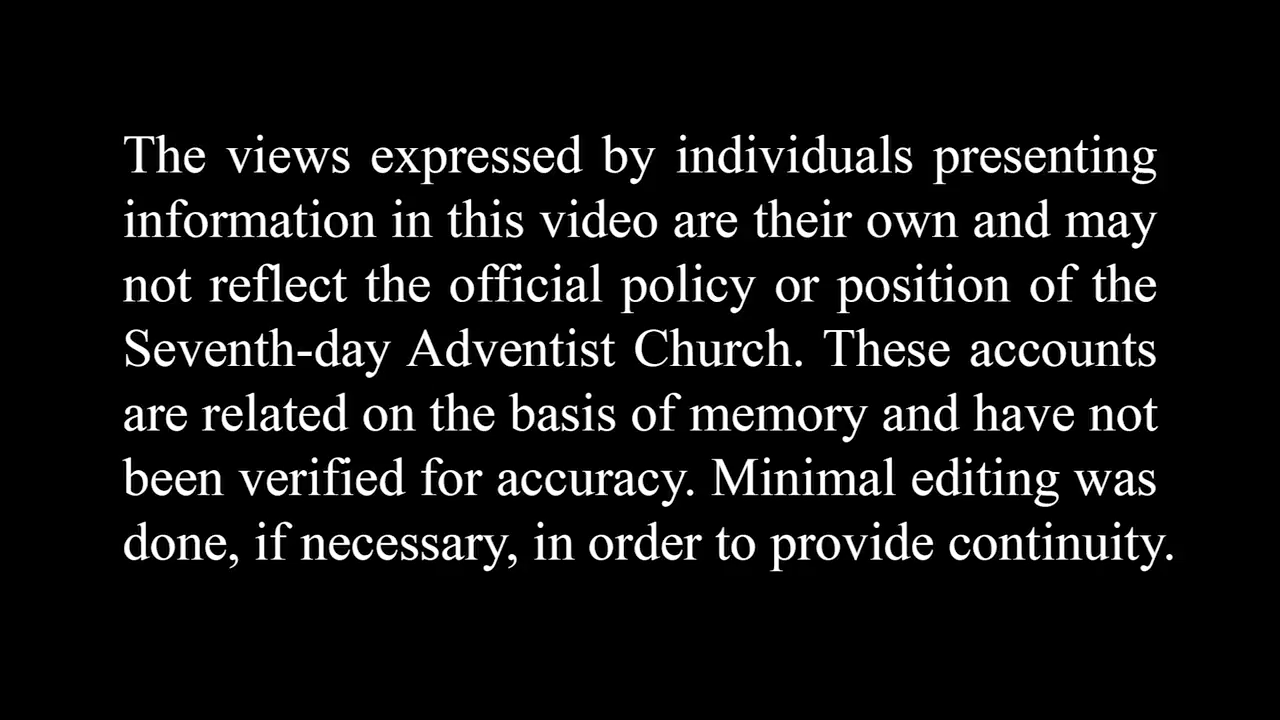 The views expressed by individuals presenting
information in this video are their own and may
not reflect the official policy or position of the
Seventh-day Adventist Church. These accounts
are related on the basis of memory and have not
been verified for accuracy. Minimal editing was
done, if necessary, in order to provide continuity.